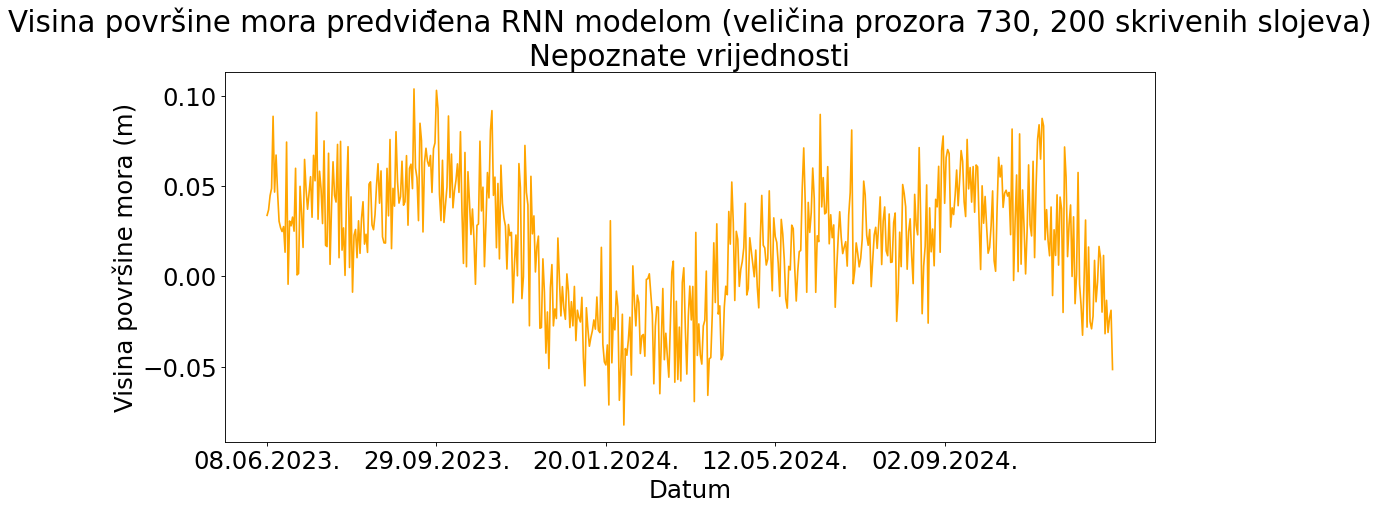 Visina površine mora predviđena RNN modelom (veličina prozora 730, 200 skrivenih slojeva)
Nepoznate vrijednosti
Visina površine mora (m)
0.10
0.05
0.00
−0.05
08.06.2023. 29.09.2023. 20.01.2024. 12.05.2024. 02.09.2024.
Datum